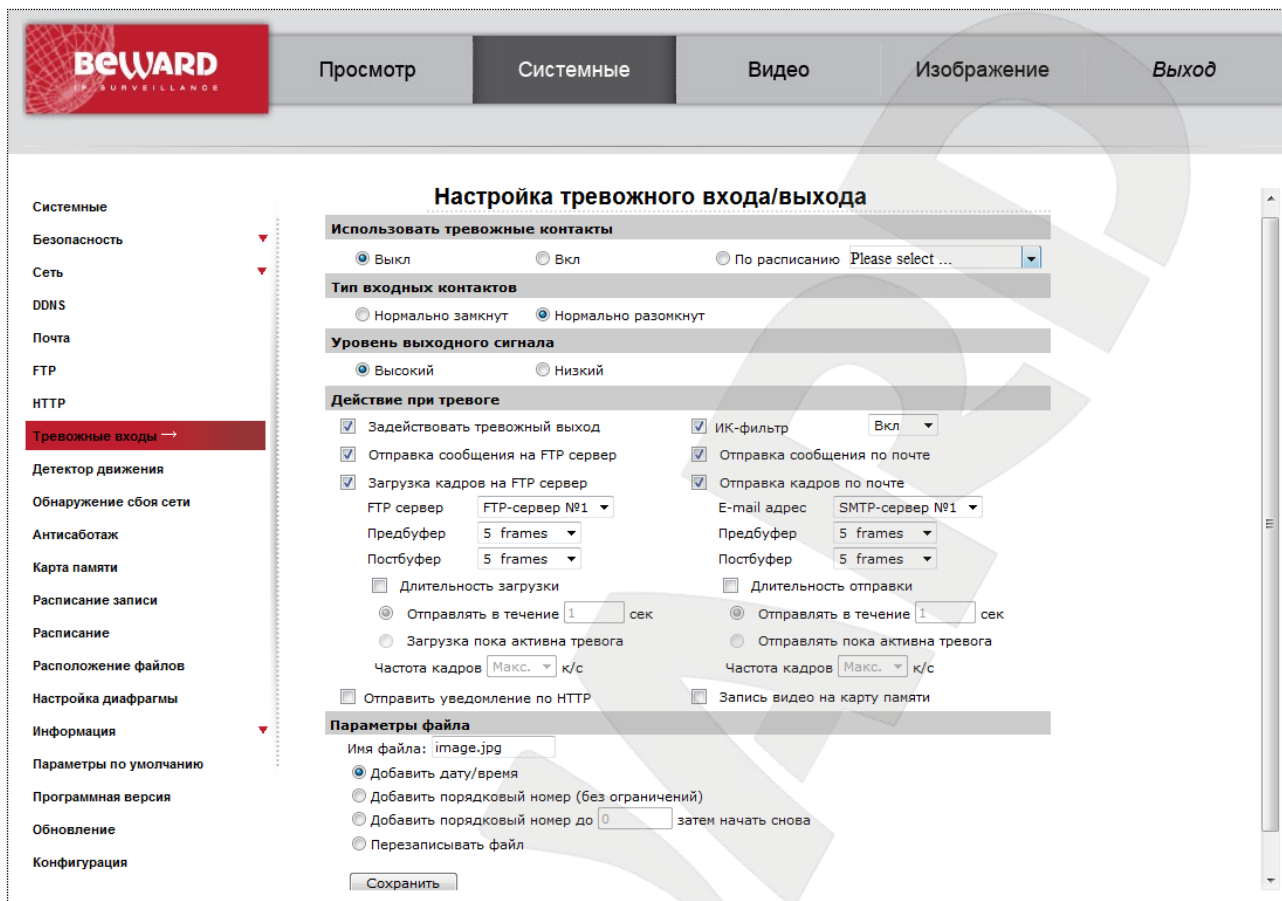 BEWARD
IP SURVEILLANCE
Просмотр
Системные
Видео
Изображение
Выход
Системные
Безопасность
Сеть
DDNS
Почта
FTP
HTTP
Тревожные входы →
Детектор движения
Обнаружение сбоя сети
Антисаботаж
Карта памяти
Расписание записи
Расписание
Расположение файлов
Настройка диафрагмы
Информация
Параметры по умолчанию
Программная версия
Обновление
Конфигурация
Настройка тревожного входа/выхода
Использовать тревожные контакты
Выкл Вкл По расписанию Please select ...
Тип входных контактов
Нормально замкнут Нормально разомкнут
Уровень выходного сигнала
Высокий Низкий
Действие при тревоге
Задействовать тревожный выход ИК-фильтр Вкл
Отправка сообщения на FTP сервер Отправка сообщения по почте
Загрузка кадров на FTP сервер Отправка кадров по почте
FTP сервер FTP-сервер №1 E-mail адрес SMTP-сервер №1
Предбуфер 5 frames Предбуфер 5 frames
Постбуфер 5 frames Постбуфер 5 frames
Длительность загрузки Длительность отправки
Отправлять в течение 1 сек Отправлять в течение 1 сек
Загрузка пока активна тревога Отправлять пока активна тревога
Частота кадров Макс. к/с Частота кадров Макс. к/с
Отправить уведомление по HTTP Запись видео на карту памяти
Параметры файла
Имя файла: image.jpg
Добавить дату/время
Добавить порядковый номер (без ограничений)
Добавить порядковый номер до 0 затем начать снова
Перезаписывать файл
Сохранить